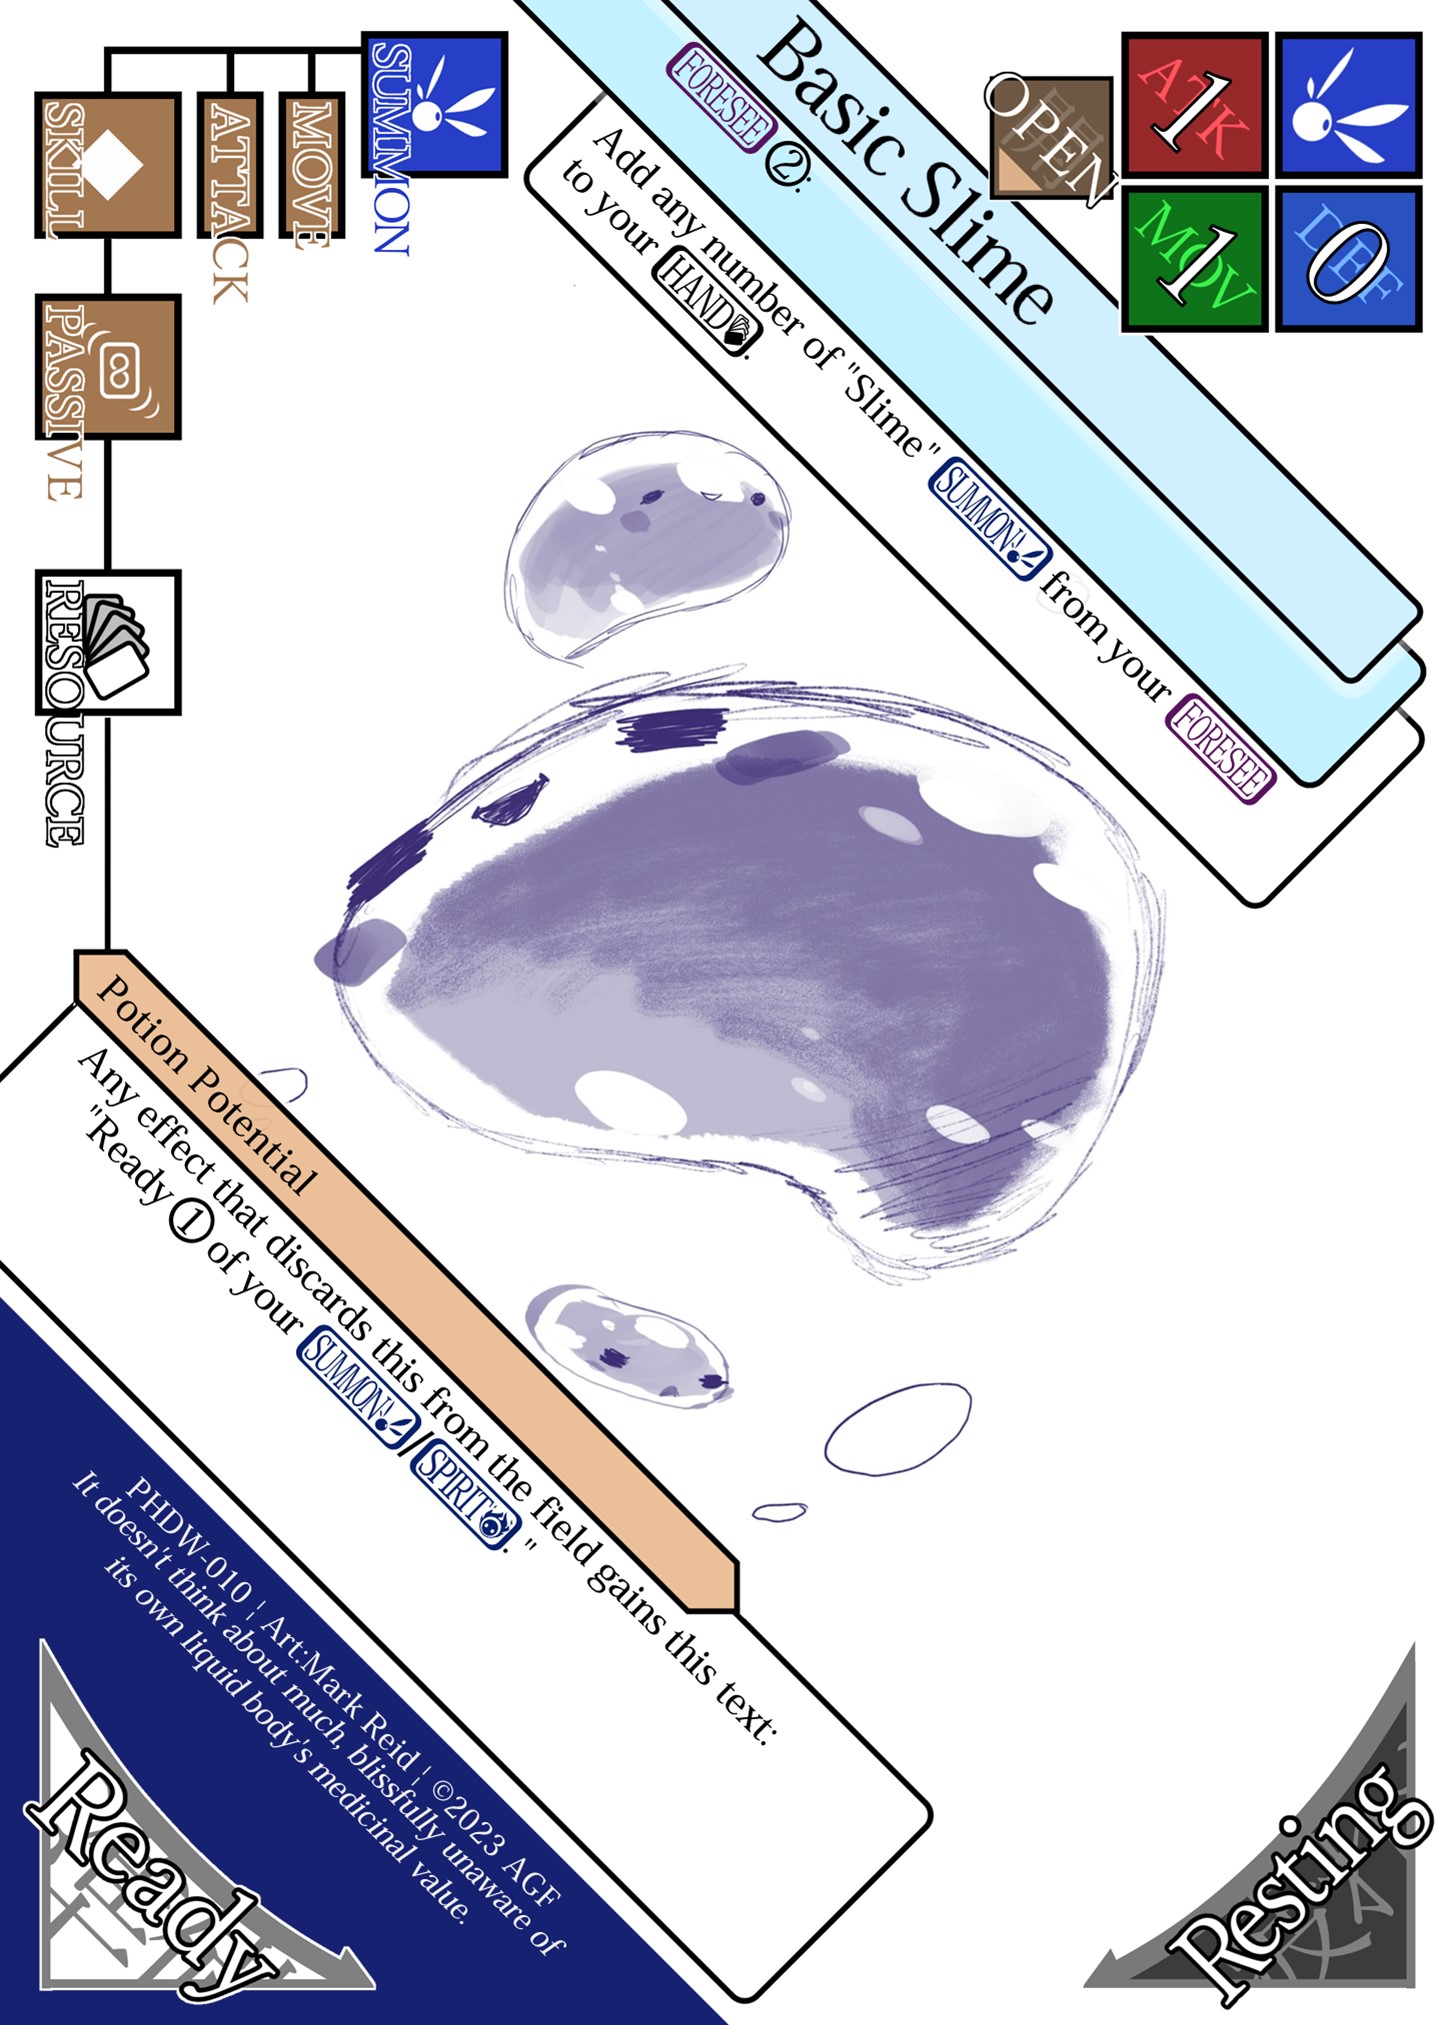 Basic Slime
FORESEE ②:
Add any number of "Slime" SUMMON from your FORESEE
to your HAND.
OPEN
ATK 1
MOV 1
DEF 0
SUMMON
MOVE
ATTACK
SKILL
PASSIVE
RESOURCE
Potion Potential
Any effect that discards this from the field gains this text:
"Ready ① of your SUMMON/SPIRIT."
PHDW-010 ¦ Art:Mark Reid ¦ ©2023 AGF
It doesn't think about much, blissfully unaware of
its own liquid body's medicinal value.
Ready
Resting